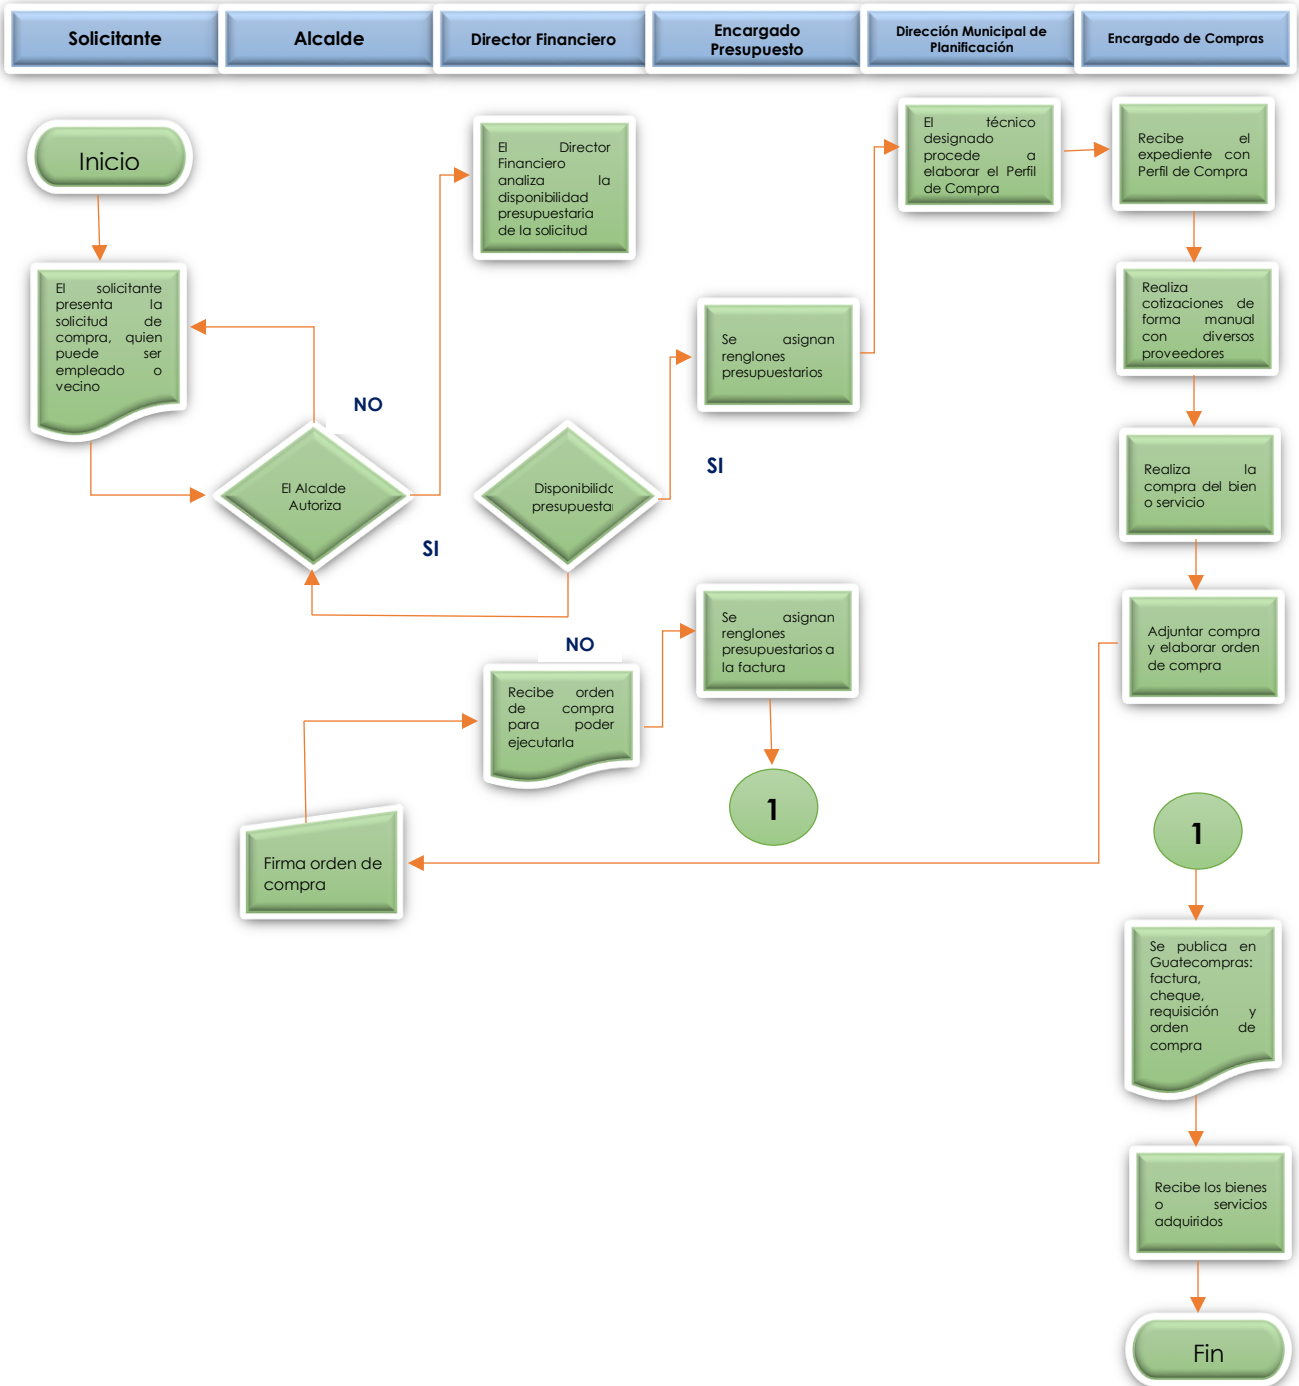 Solicitante
Alcalde
Director Financiero
Encargado
Presupuesto
Dirección Municipal de
Planificación
Encargado de Compras
Inicio
El solicitante
presenta la
solicitud de
compra, quien
puede ser
empleado o
vecino
NO
El Alcalde
Autoriza
SI
El Director
Financiero
analiza la
disponibilidad
presupuestaria
de la solicitud
Disponibilidc
presupuestar
SI
NO
Se asignan
renglones
presupuestarios
El técnico
designado
procede a
elaborar el Perfil
de Compra
Recibe el
expediente con
Perfil de Compra
Realiza
cotizaciones de
forma manual
con diversos
proveedores
Realiza la
compra del bien
o servicio
Adjuntar compra
y elaborar orden
de compra
Firma orden de
compra
Recibe orden
de compra
para poder
ejecutarla
Se asignan
renglones
presupuestarios a
la factura
1
1
Se publica en
Guatecompras:
factura,
cheque,
requisición y
orden de
compra
Recibe los bienes
o servicios
adquiridos
Fin